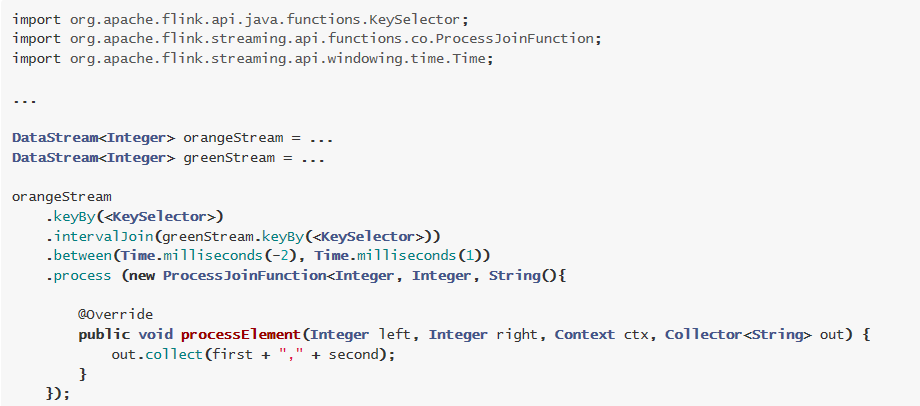 import org.apache.flink.api.java.functions.KeySelector;
import org.apache.flink.streaming.api.functions.co.ProcessJoinFunction;
import org.apache.flink.streaming.api.windowing.time.Time;

...

DataStream<Integer> orangeStream = ...
DataStream<Integer> greenStream = ...

orangeStream
    .keyBy(<KeySelector>)
    .intervalJoin(greenStream.keyBy(<KeySelector>))
    .between(Time.milliseconds(-2), Time.milliseconds(1))
    .process (new ProcessJoinFunction<Integer, Integer, String(){

        @Override
        public void processElement(Integer left, Integer right, Context ctx, Collector<String> out) {
            out.collect(first + "," + second);
        }
    });